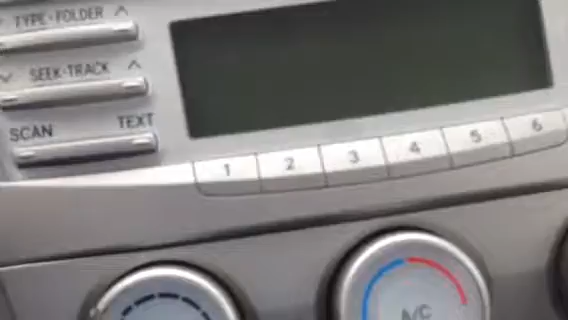 TYPE·FOLDER ∧
∨ SEEK·TRACK ∧
SCAN TEXT
1 2 3 4 5 6
A/C